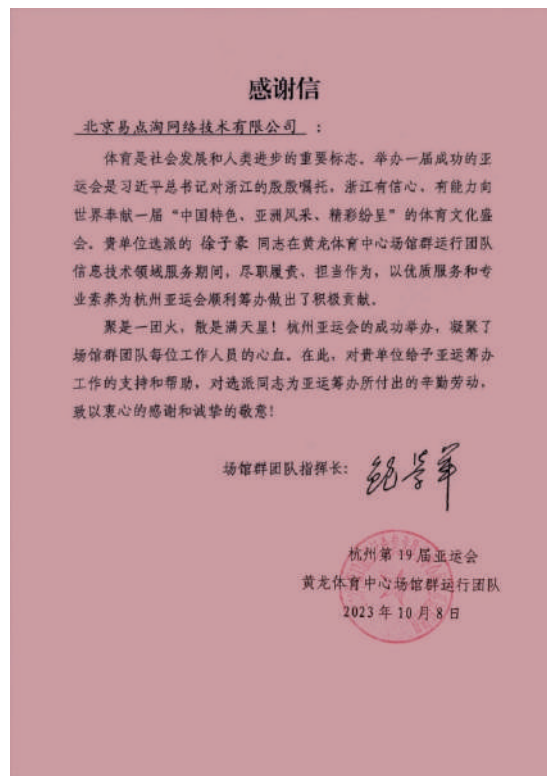 感谢信
北京易点淘网络技术有限公司 ：
体育是社会发展和人类进步的重要标志。举办一届成功的亚
运会是习近平总书记对浙江的殷殷嘱托，浙江有信心、有能力向
世界奉献一届“中国特色、亚洲风采、精彩纷呈”的体育文化盛
会。贵单位选派的 徐子豪 同志在黄龙体育中心场馆群运行团队
信息技术领域服务期间，尽职履责、担当作为，以优质服务和专
业素养为杭州亚运会顺利筹办做出了积极贡献。
聚是一团火，散是满天星！杭州亚运会的成功举办，凝聚了
场馆群团队每位工作人员的心血。在此，对贵单位给予亚运筹办
工作的支持和帮助，对选派同志为亚运筹办所付出的辛勤劳动，
致以衷心的感谢和诚挚的敬意！
场馆群团队指挥长：
杭州第 19 届亚运会
黄龙体育中心场馆群运行团队
2023 年 10 月 8 日